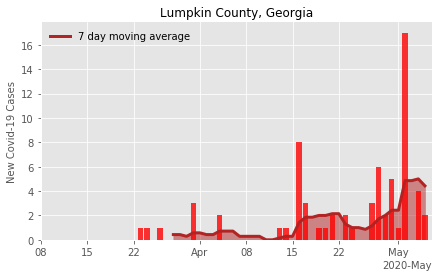 Lumpkin County, Georgia
7 day moving average
New Covid-19 Cases
16
14
12
10
8
6
4
2
0
08 15 22 Apr 08 15 22 May
2020-May